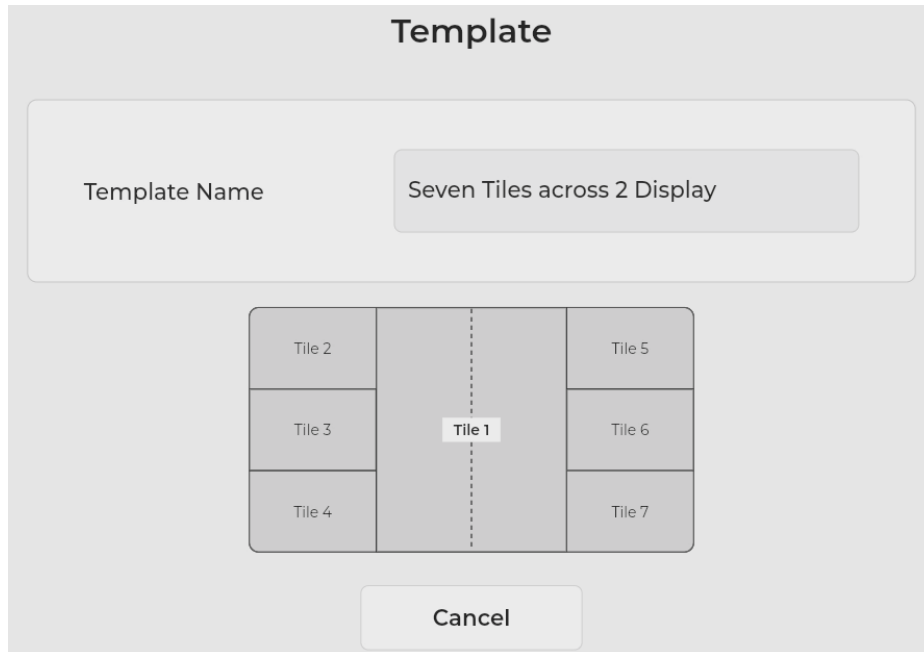 Template
Template Name
Seven Tiles across 2 Display
Tile 2
Tile 5
Tile 3
Tile 1
Tile 6
Tile 4
Tile 7
Cancel